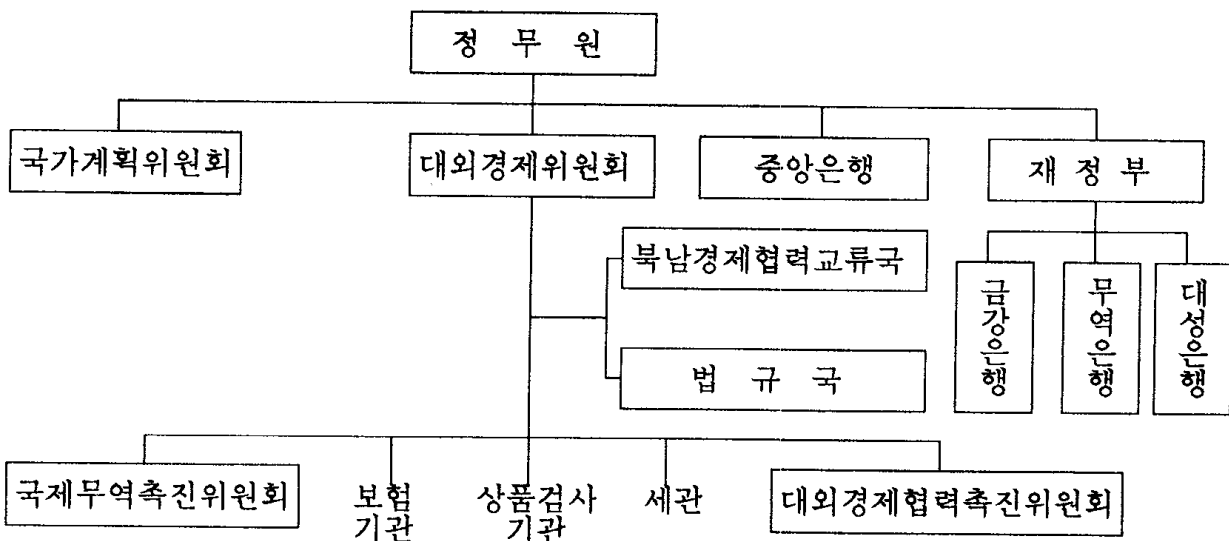 정 무 원
국가계획위원회
대외경제위원회
중앙은행
재 정 부
북남경제협력교류국
법 규 국
금강은행
무역은행
대성은행
국제무역촉진위원회
보험
기관
상품검사
기관
세관
대외경제협력촉진위원회